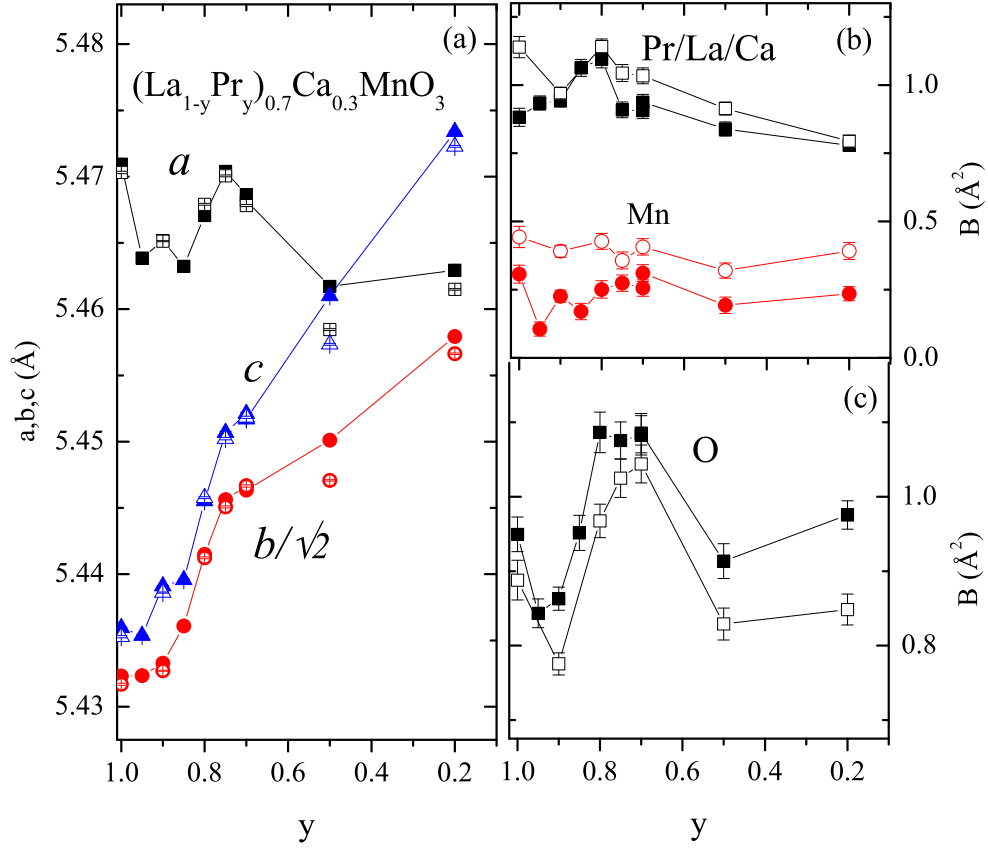 (a)
(La1-yPry)0.7Ca0.3MnO3
a
c
b/√2
5.48
5.47
5.46
5.45
5.44
5.43
a,b,c (Å)
1.0 0.8 0.6 0.4 0.2
y
(b)
Pr/La/Ca
Mn
1.0
0.5
0.0
B (Å2)
(c)
O
1.0
0.8
B (Å2)
1.0 0.8 0.6 0.4 0.2
y